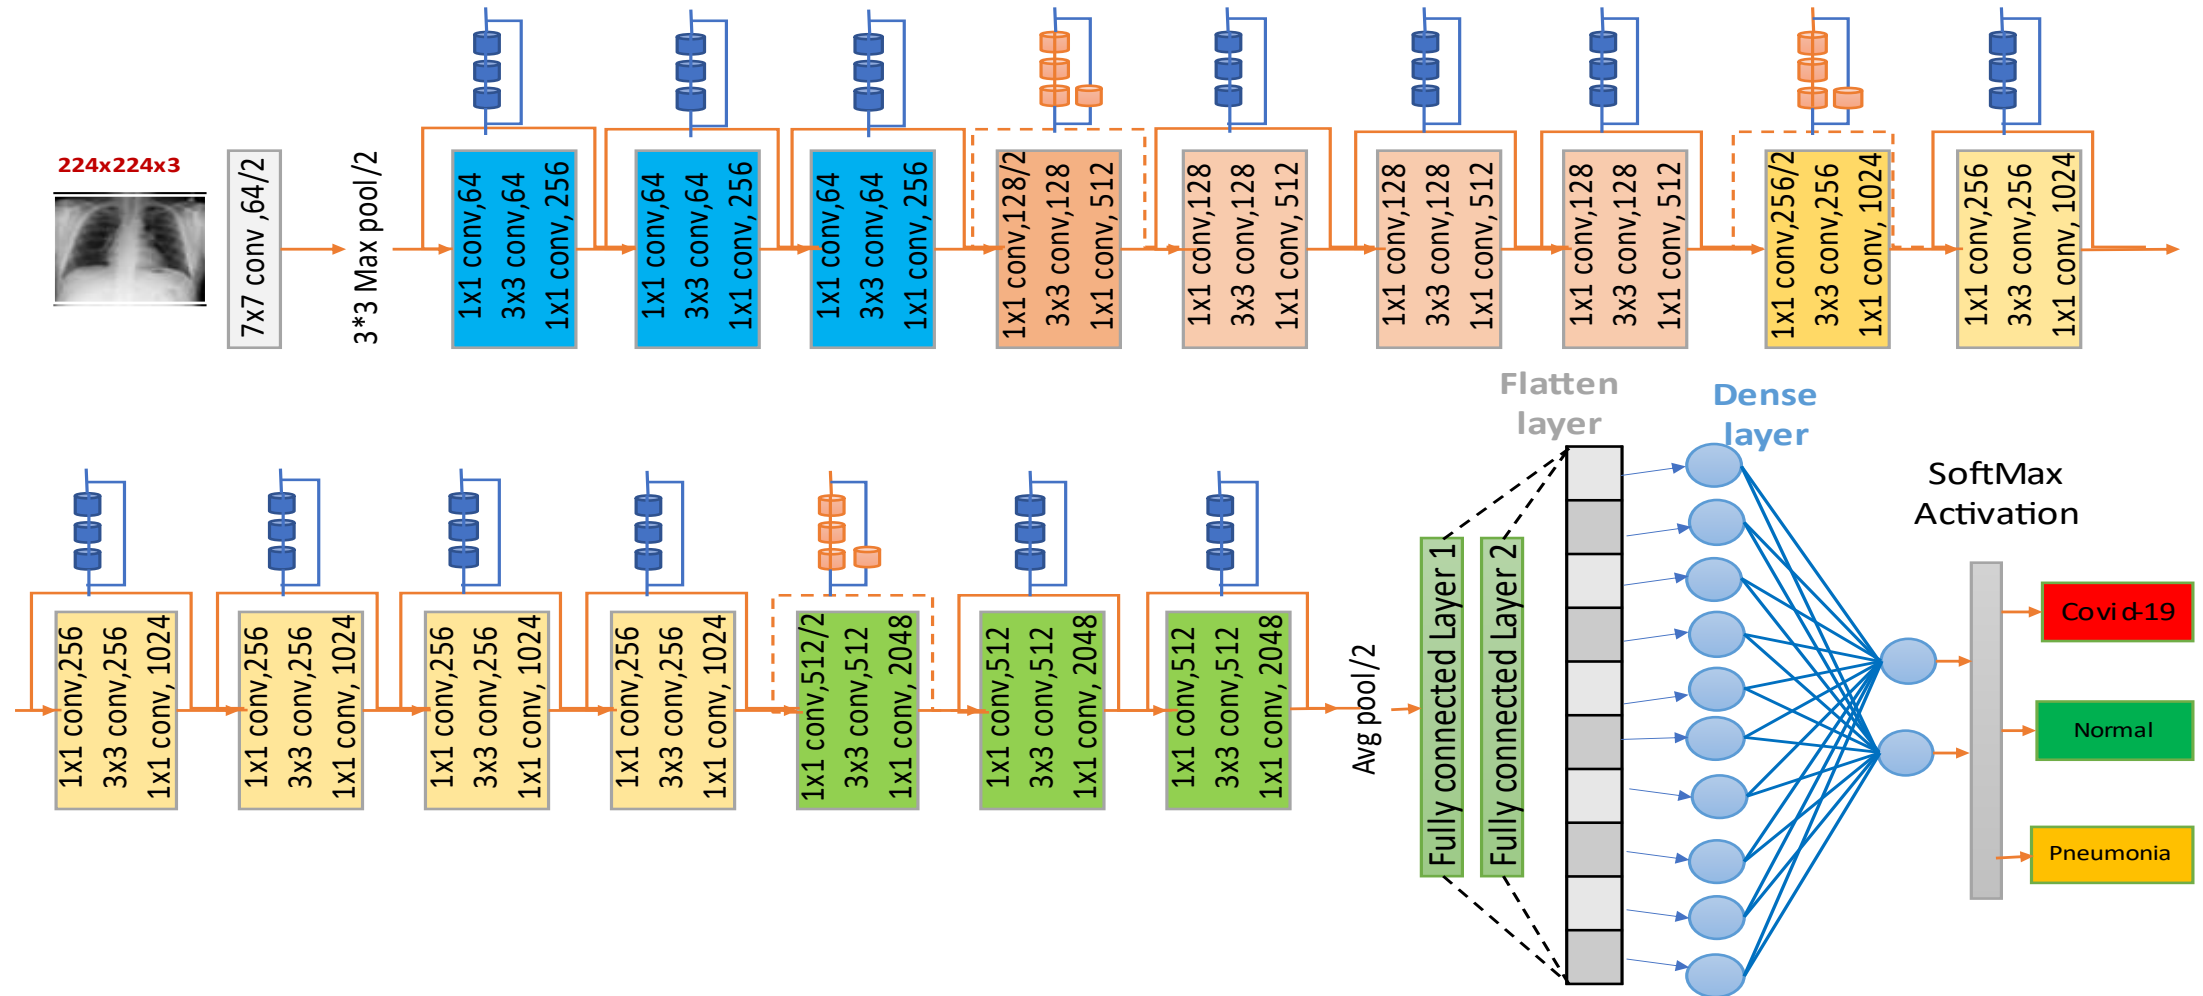 224x224x3
7x7 conv ,64/2
3*3 Max pool/2
1x1 conv,64
3x3 conv,64
1x1 conv, 256
1x1 conv,64
3x3 conv,64
1x1 conv, 256
1x1 conv,64
3x3 conv,64
1x1 conv, 256
1x1 conv,128/2
3x3 conv,128
1x1 conv, 512
1x1 conv,128
3x3 conv,128
1x1 conv, 512
1x1 conv,128
3x3 conv,128
1x1 conv, 512
1x1 conv,128
3x3 conv,128
1x1 conv, 512
1x1 conv,256/2
3x3 conv,256
1x1 conv, 1024
1x1 conv,256
3x3 conv,256
1x1 conv, 1024
1x1 conv,256
3x3 conv,256
1x1 conv, 1024
1x1 conv,256
3x3 conv,256
1x1 conv, 1024
1x1 conv,256
3x3 conv,256
1x1 conv, 1024
1x1 conv,256
3x3 conv,256
1x1 conv, 1024
1x1 conv,512/2
3x3 conv,512
1x1 conv, 2048
1x1 conv,512
3x3 conv,512
1x1 conv, 2048
1x1 conv,512
3x3 conv,512
1x1 conv, 2048
Avg pool/2
Fully connected Layer 1
Fully connected Layer 2
Flatten
layer
Dense
layer
SoftMax
Activation
Covid-19
Normal
Pneumonia